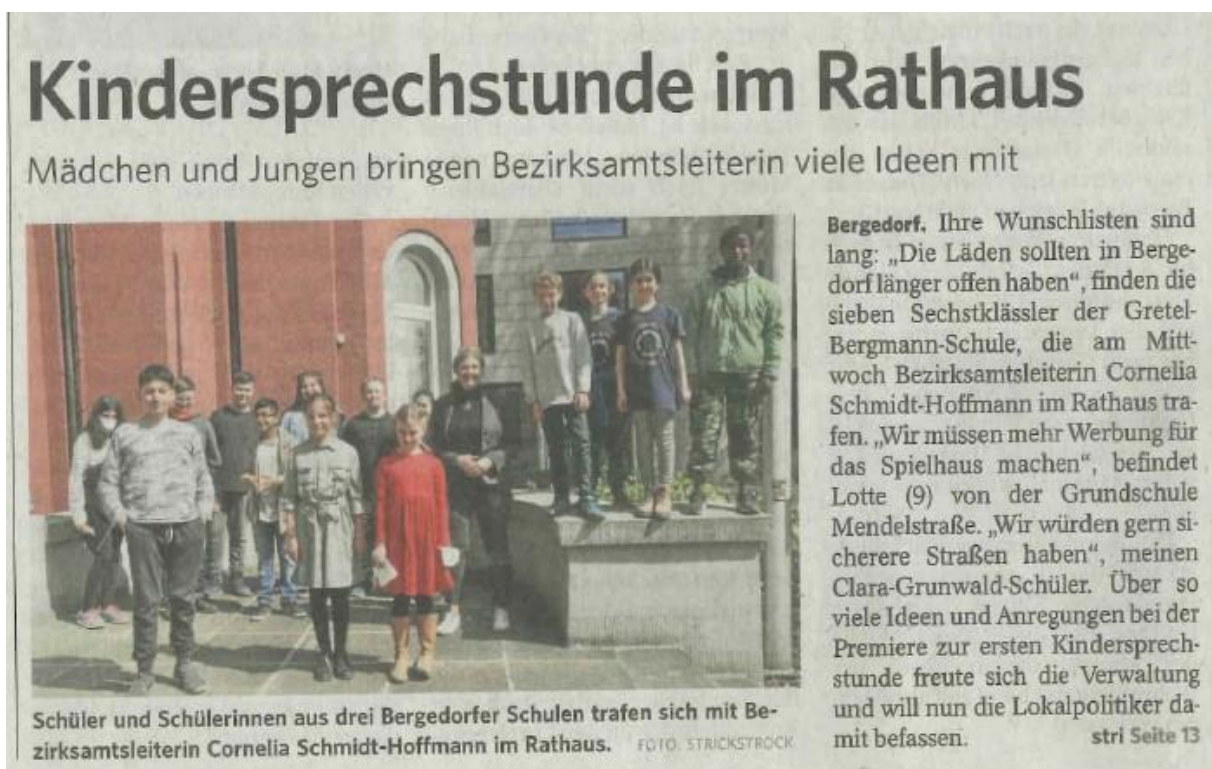 Kindersprechstunde im Rathaus
Mädchen und Jungen bringen Bezirksamtsleiterin viele Ideen mit
Schüler und Schülerinnen aus drei Bergedorfer Schulen trafen sich mit Be-
zirksamtsleiterin Cornelia Schmidt-Hoffmann im Rathaus. FOTO: STRICKSTROCK
Bergedorf. Ihre Wunschlisten sind
lang: „Die Läden sollten in Berge-
dorf länger offen haben“, finden die
sieben Sechstklässler der Gretel-
Bergmann-Schule, die am Mitt-
woch Bezirksamtsleiterin Cornelia
Schmidt-Hoffmann im Rathaus tra-
fen. „Wir müssen mehr Werbung für
das Spielhaus machen“, befindet
Lotte (9) von der Grundschule
Mendelstraße. „Wir würden gern si-
cherere Straßen haben“, meinen
Clara-Grunwald-Schüler. Über so
viele Ideen und Anregungen bei der
Premiere zur ersten Kindersprech-
stunde freute sich die Verwaltung
und will nun die Lokalpolitiker da-
mit befassen. stri Seite 13